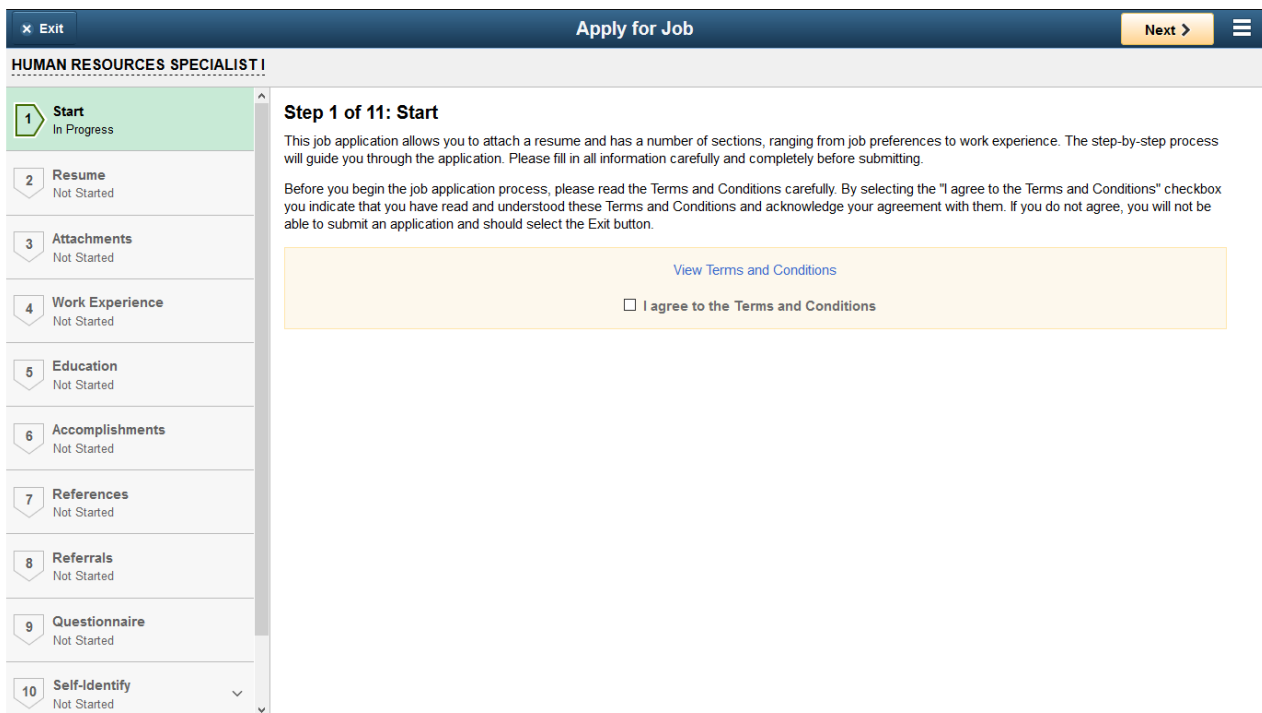 Exit
Apply for Job
Next
HUMAN RESOURCES SPECIALIST I
1
Start
In Progress
2
Resume
Not Started
3
Attachments
Not Started
4
Work Experience
Not Started
5
Education
Not Started
6
Accomplishments
Not Started
7
References
Not Started
8
Referrals
Not Started
9
Questionnaire
Not Started
10
Self-Identify
Not Started
Step 1 of 11: Start
This job application allows you to attach a resume and has a number of sections, ranging from job preferences to work experience. The step-by-step process
will guide you through the application. Please fill in all information carefully and completely before submitting.
Before you begin the job application process, please read the Terms and Conditions carefully. By selecting the "I agree to the Terms and Conditions" checkbox
you indicate that you have read and understood these Terms and Conditions and acknowledge your agreement with them. If you do not agree, you will not be
able to submit an application and should select the Exit button.
View Terms and Conditions
I agree to the Terms and Conditions